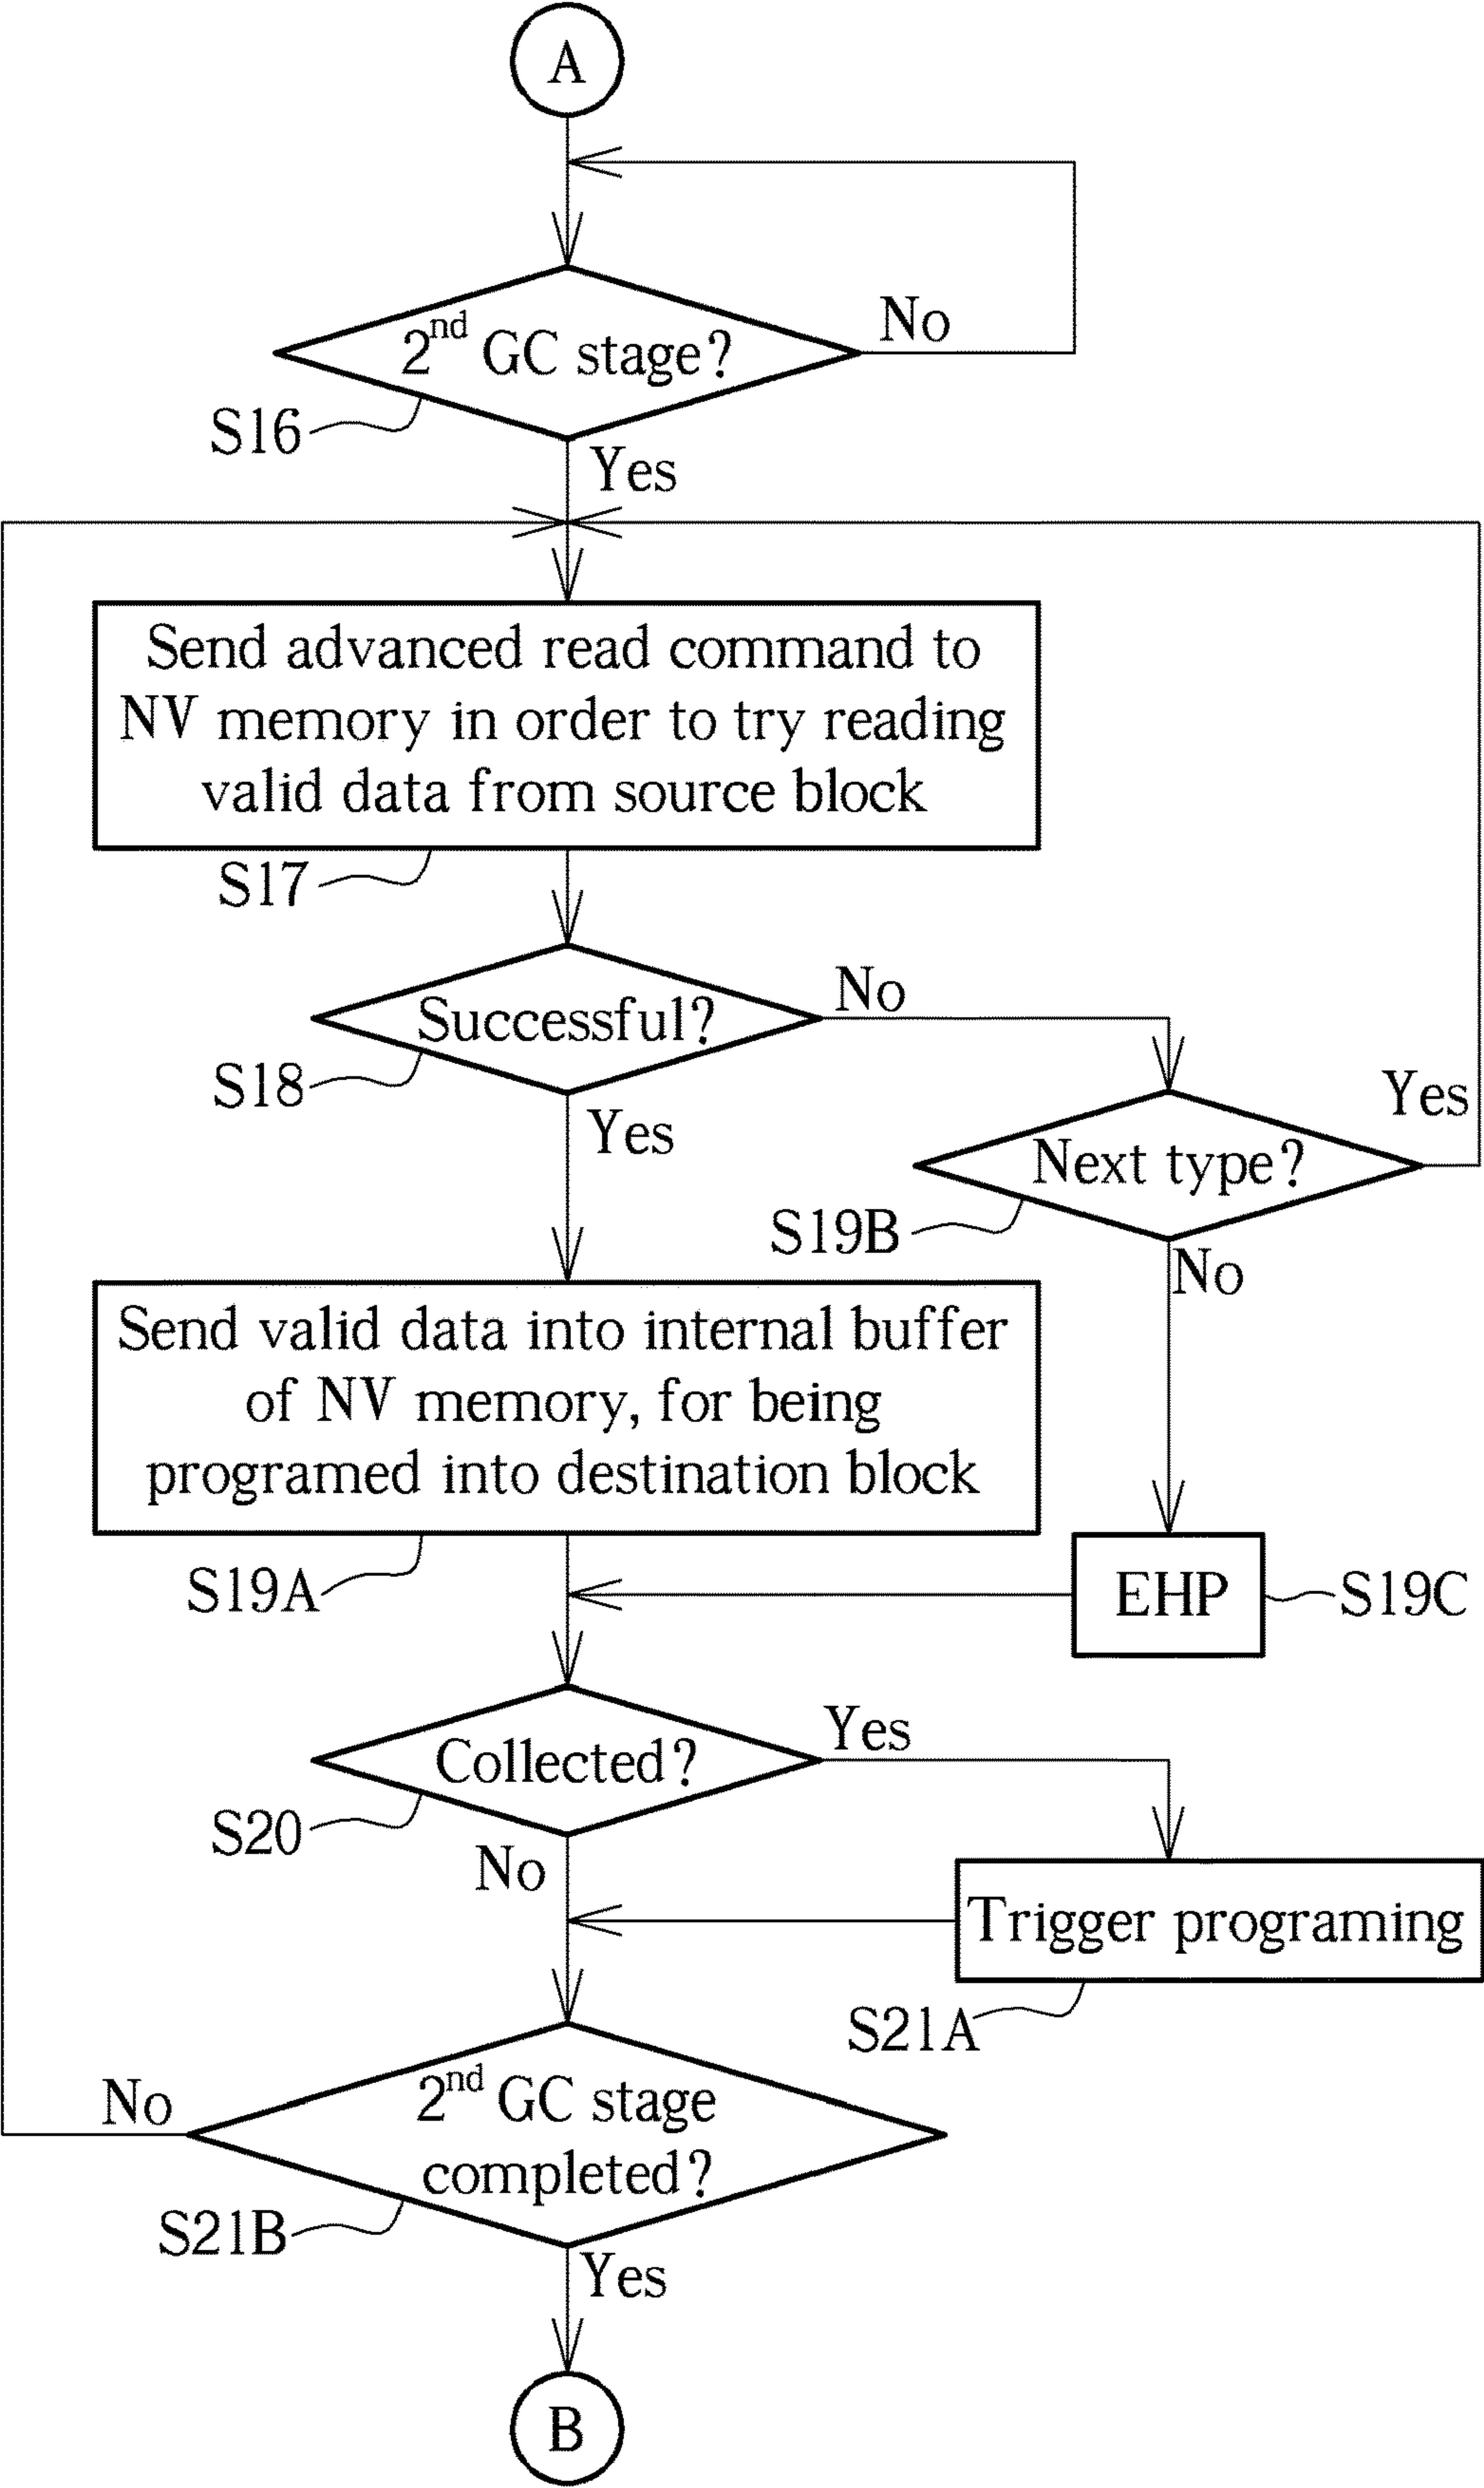 A
2nd GC stage?
No
S16
Yes
Send advanced read command to
NV memory in order to try reading
valid data from source block
S17
Successful?
No
S18
Yes
Next type?
Yes
S19B
No
Send valid data into internal buffer
of NV memory, for being
programed into destination block
S19A
EHP
S19C
Collected?
Yes
S20
No
Trigger programing
S21A
2nd GC stage
completed?
No
S21B
Yes
B